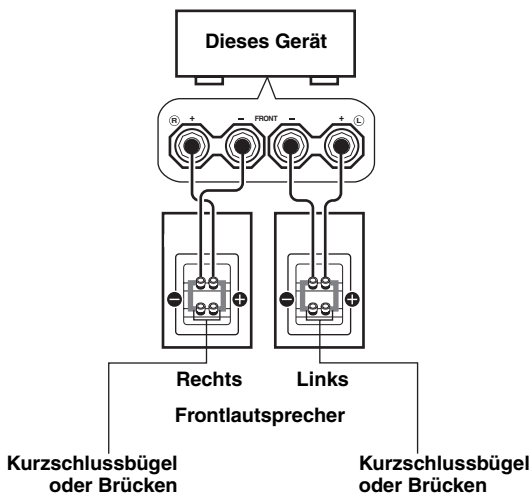 Dieses Gerät
R + – FRONT – + L
– + – +
Rechts Links
Frontlautsprecher
Kurzschlussbügel Kurzschlussbügel
oder Brücken oder Brücken